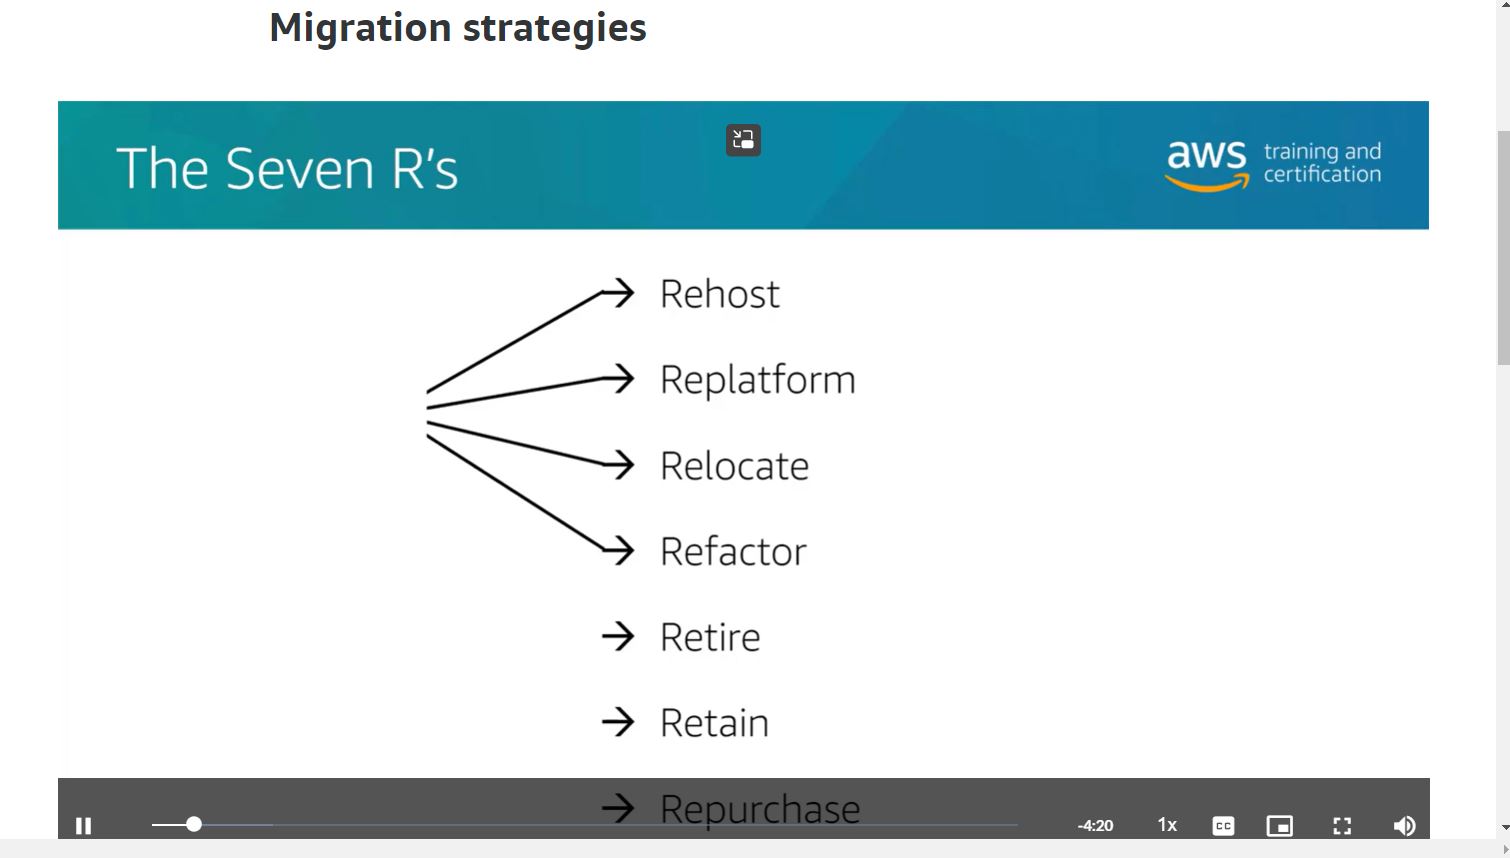 Migration strategies
The Seven R's
aws training and
certification
Rehost
Replatform
Relocate
Refactor
Retire
Retain
Repurchase
-4:20 1x CC